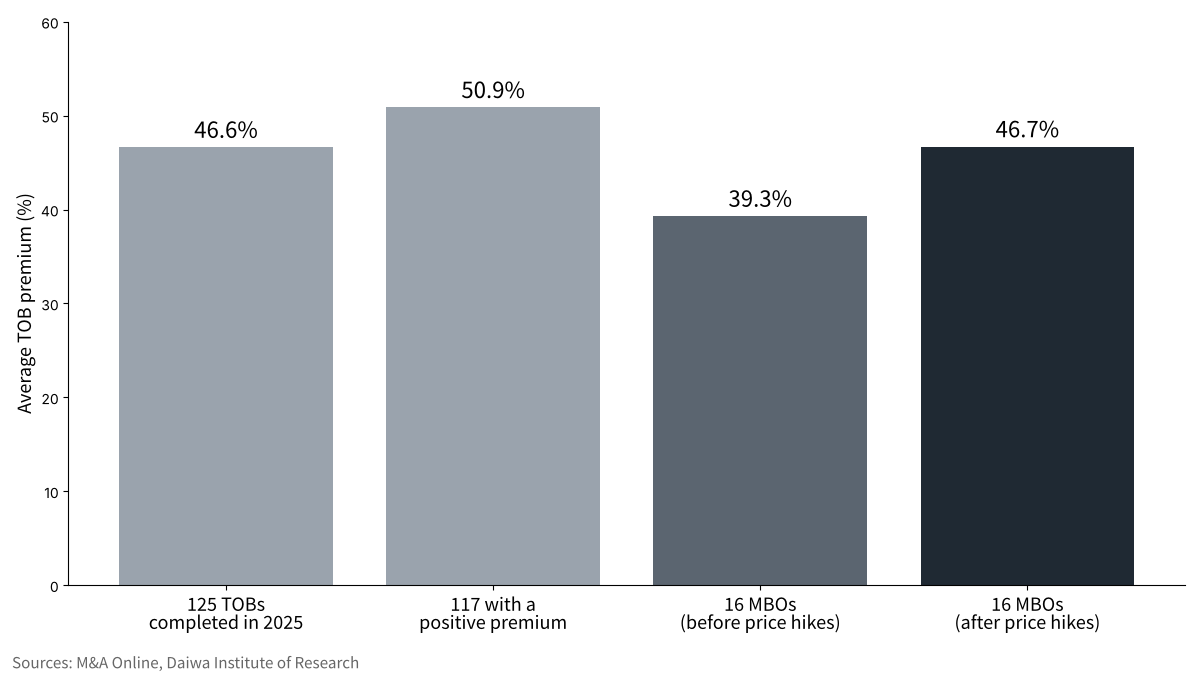 Average TOB premium (%)
60
50
40
30
20
10
0
46.6%
50.9%
39.3%
46.7%
125 TOBs
completed in 2025
117 with a
positive premium
16 MBOs
(before price hikes)
16 MBOs
(after price hikes)
Sources: M&A Online, Daiwa Institute of Research